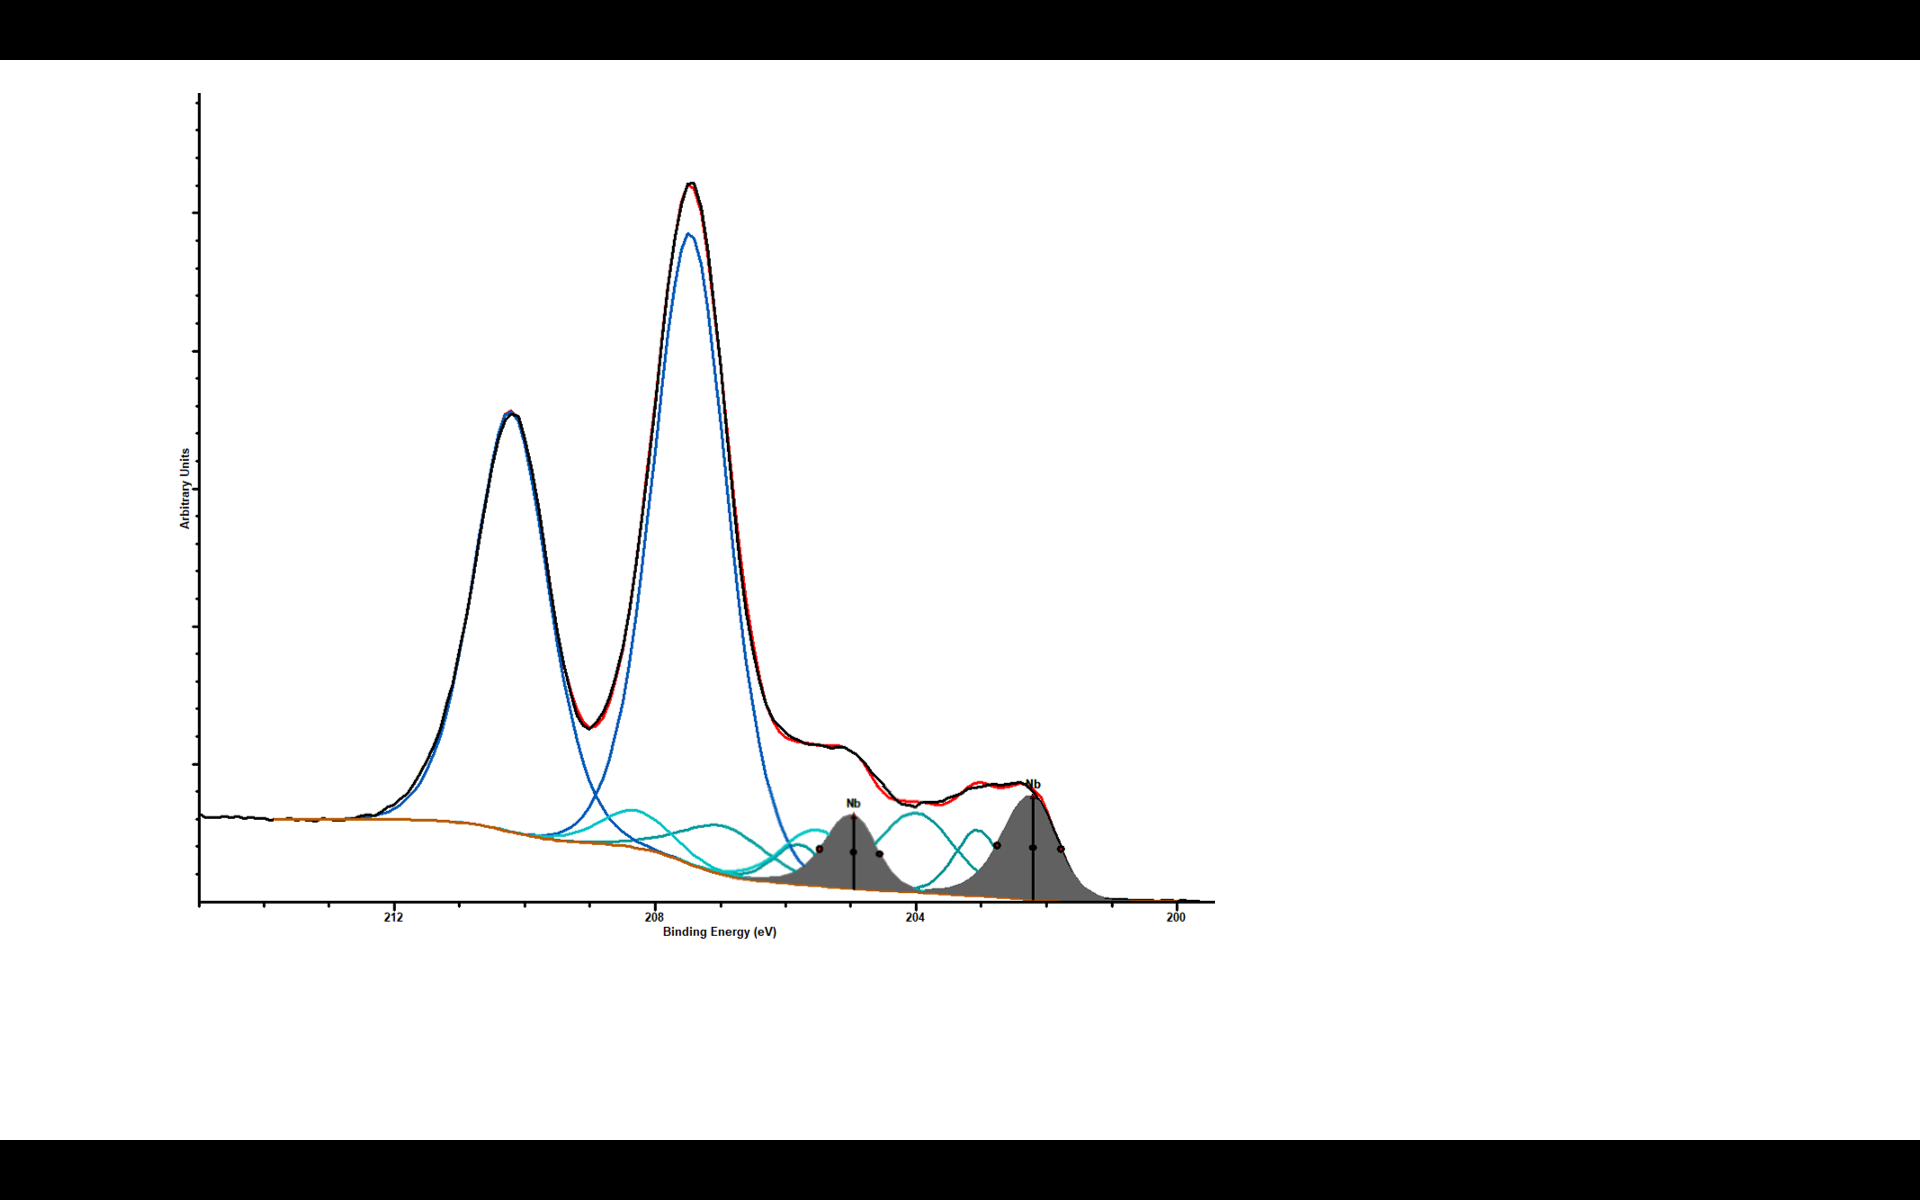 Arbitrary Units
Nb
Nb
212
208
204
200
Binding Energy (eV)